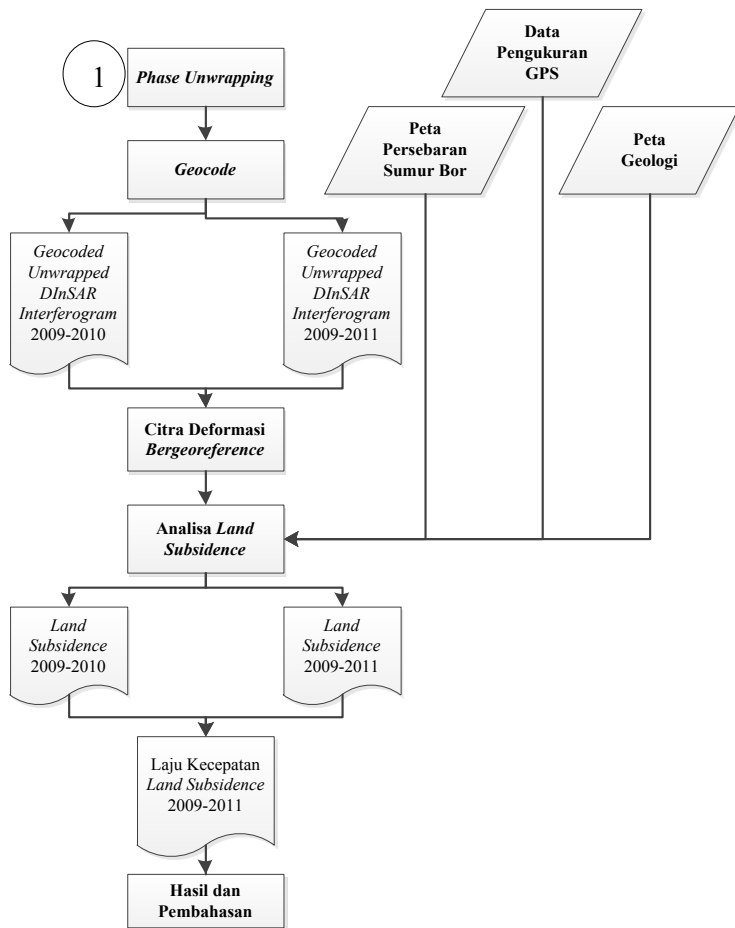 1
Phase Unwrapping
Data
Pengukuran
GPS
Peta
Persebaran
Sumur Bor
Peta
Geologi
Geocode
Geocoded
Unwrapped
DInSAR
Interferogram
2009-2010
Geocoded
Unwrapped
DInSAR
Interferogram
2009-2011
Citra Deformasi
Bergeoreference
Analisa Land
Subsidence
Land
Subsidence
2009-2010
Land
Subsidence
2009-2011
Laju Kecepatan
Land Subsidence
2009-2011
Hasil dan
Pembahasan